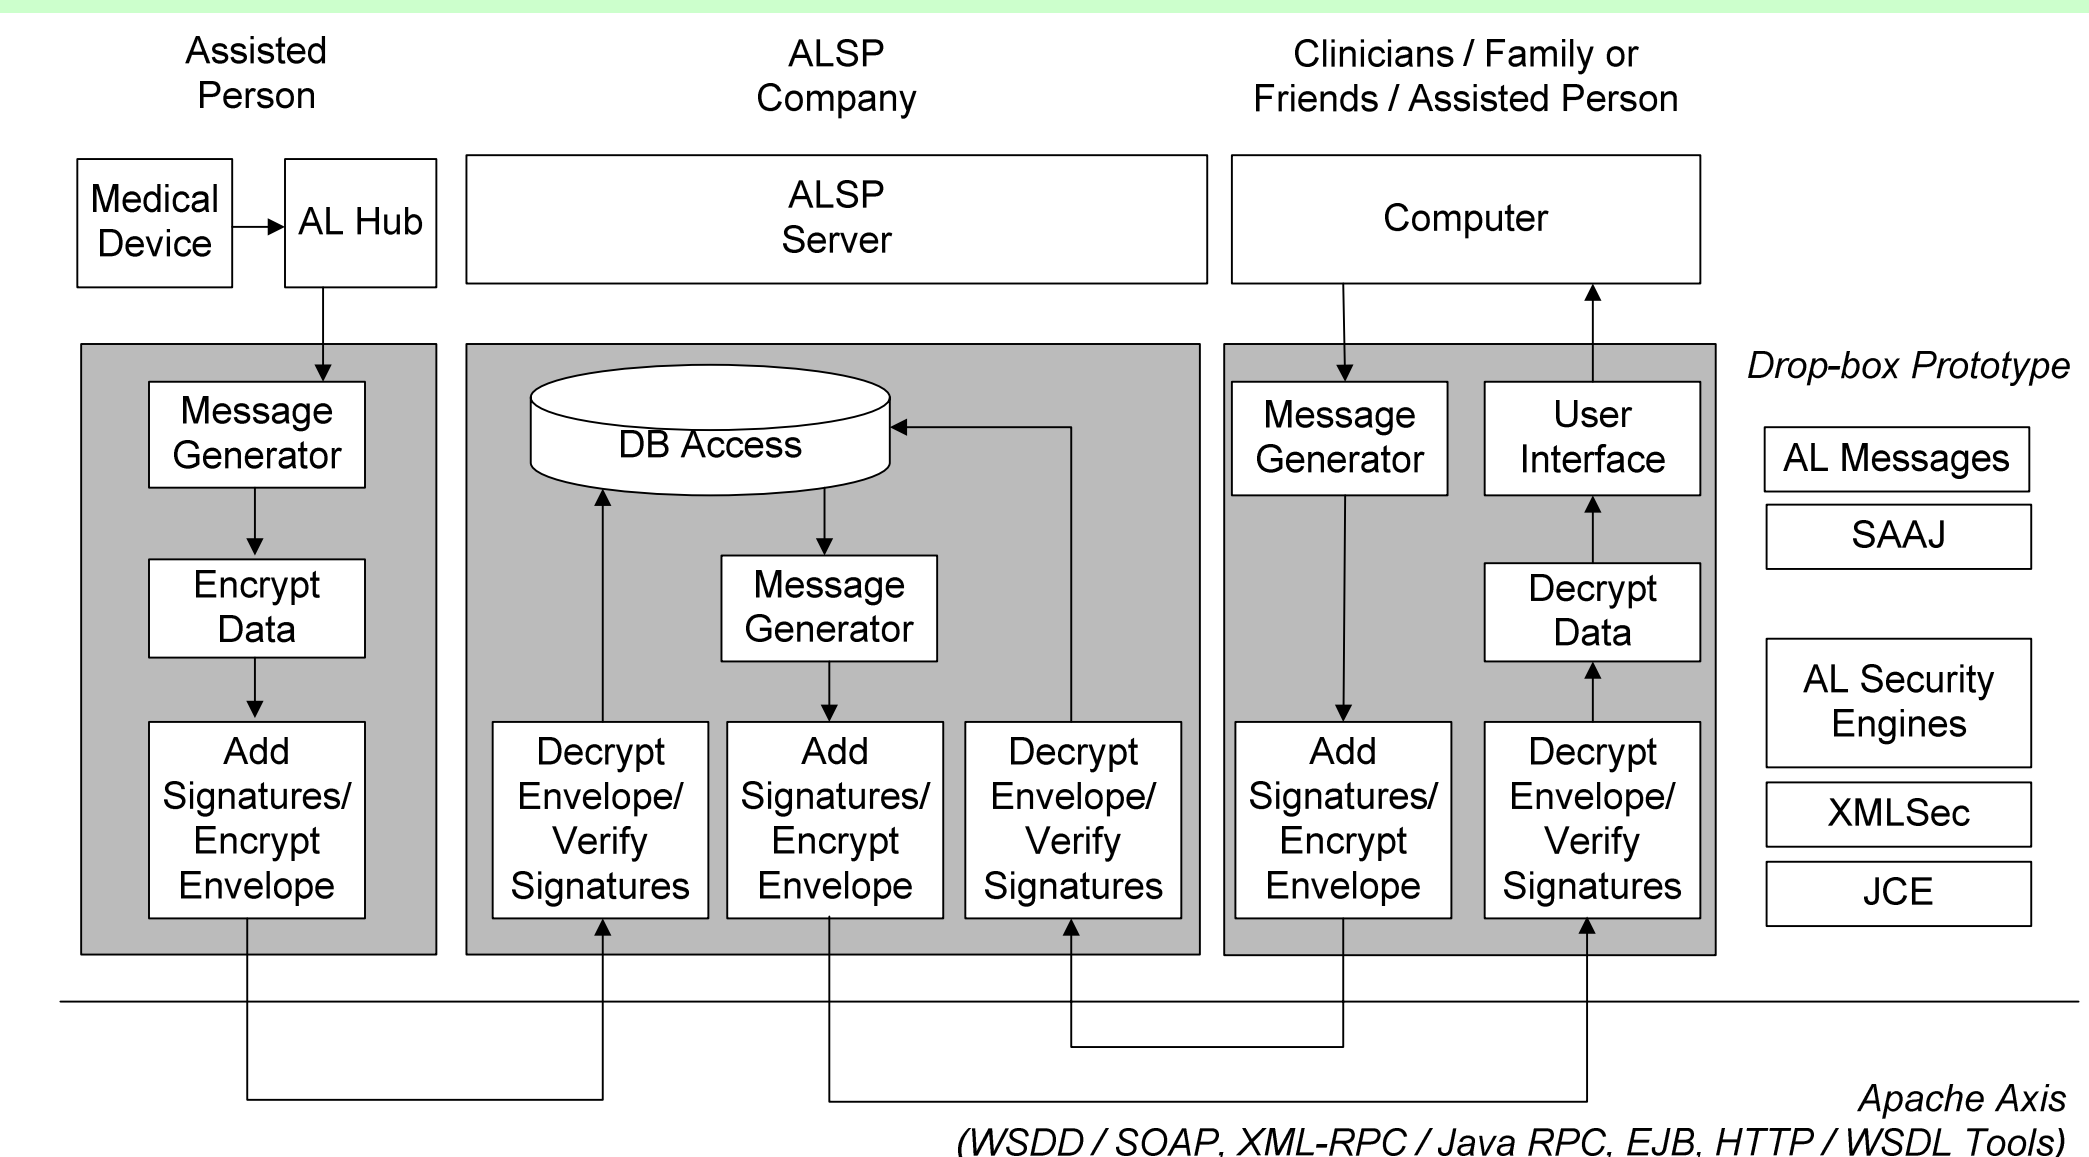 Assisted
Person
ALSP
Company
Clinicians / Family or
Friends / Assisted Person
Medical
Device
AL Hub
ALSP
Server
Computer
Message
Generator
Encrypt
Data
Add
Signatures/
Encrypt
Envelope
DB Access
Message
Generator
Decrypt
Envelope/
Verify
Signatures
Add
Signatures/
Encrypt
Envelope
Decrypt
Envelope/
Verify
Signatures
Message
Generator
User
Interface
Decrypt
Data
Add
Signatures/
Encrypt
Envelope
Decrypt
Envelope/
Verify
Signatures
Drop-box Prototype
AL Messages
SAAJ
AL Security
Engines
XMLSec
JCE
Apache Axis
(WSDD / SOAP, XML-RPC / Java RPC, EJB, HTTP / WSDL Tools)